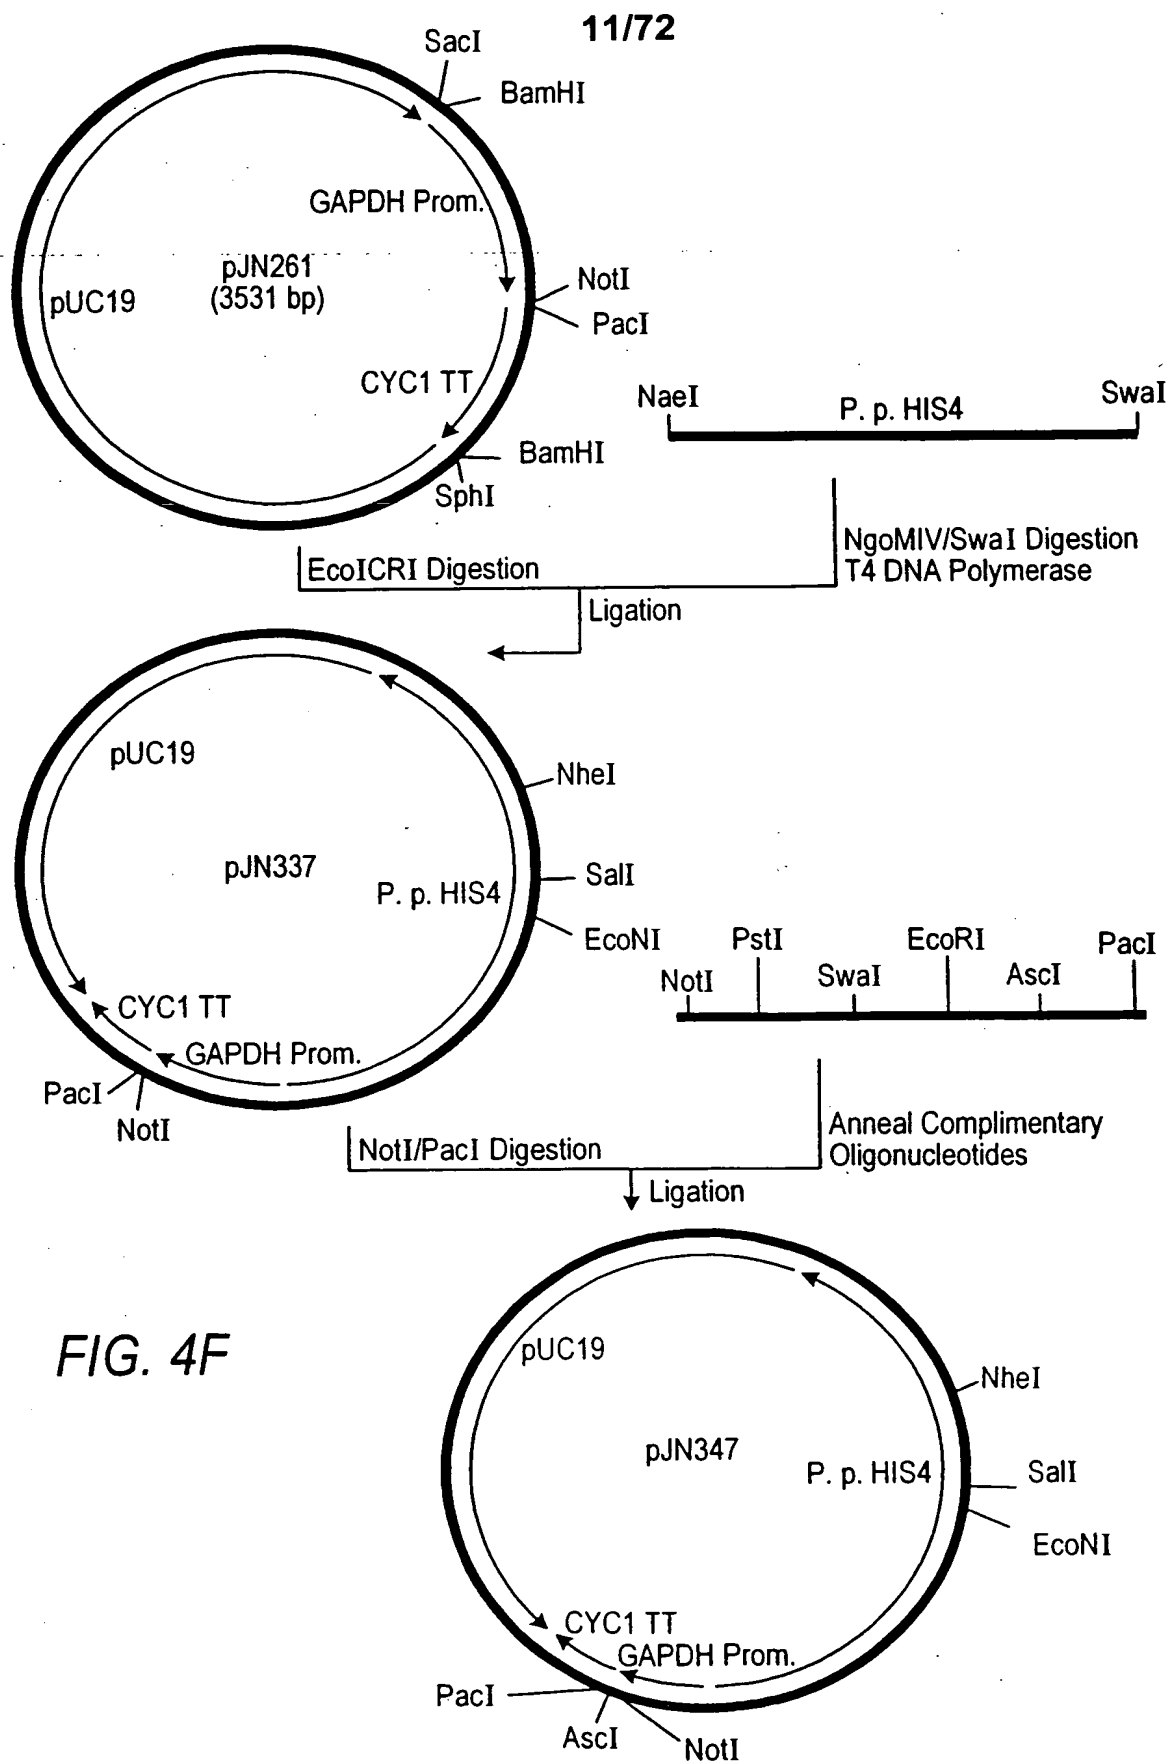 11/72
SacI
BamHI
GAPDH Prom.
pJN261
(3531 bp)
pUC19
NotI
PacI
CYC1 TT
BamHI
SphI
NaeI
P. p. HIS4
SwaI
EcoICRI Digestion
NgoMIV/SwaI Digestion
T4 DNA Polymerase
Ligation
pUC19
NheI
pJN337
P. p. HIS4
SalI
EcoNI
CYC1 TT
GAPDH Prom.
PacI
NotI
NotI
PstI
SwaI
EcoRI
AscI
PacI
NotI/PacI Digestion
Anneal Complimentary
Oligonucleotides
Ligation
FIG. 4F
pUC19
NheI
pJN347
P. p. HIS4
SalI
EcoNI
CYC1 TT
GAPDH Prom.
PacI
AscI
NotI